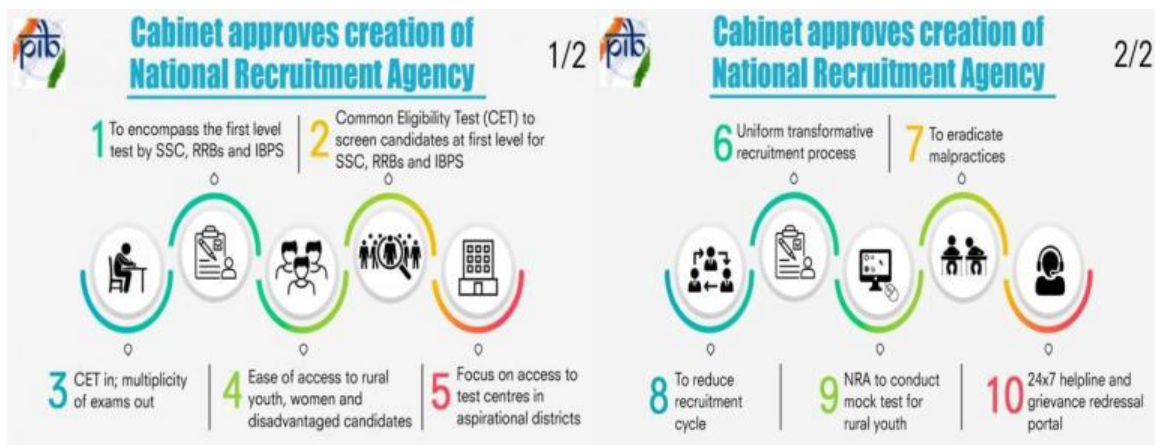 पाठ
Cabinet approves creation of
National Recruitment Agency
1/2
1 To encompass the first level
test by SSC, RRBs and IBPS
2 Common Eligibility Test (CET) to
screen candidates at first level for
SSC, RRBs and IBPS
3 CET in; multiplicity
of exams out
4 Ease of access to rural
youth, women and
disadvantaged candidates
5 Focus on access to
test centres in
aspirational districts
Cabinet approves creation of
National Recruitment Agency
2/2
6 Uniform transformative
recruitment process
7 To eradicate
malpractices
8 To reduce
recruitment
cycle
9 NRA to conduct
mock test for
rural youth
10 24x7 helpline and
grievance redressal
portal